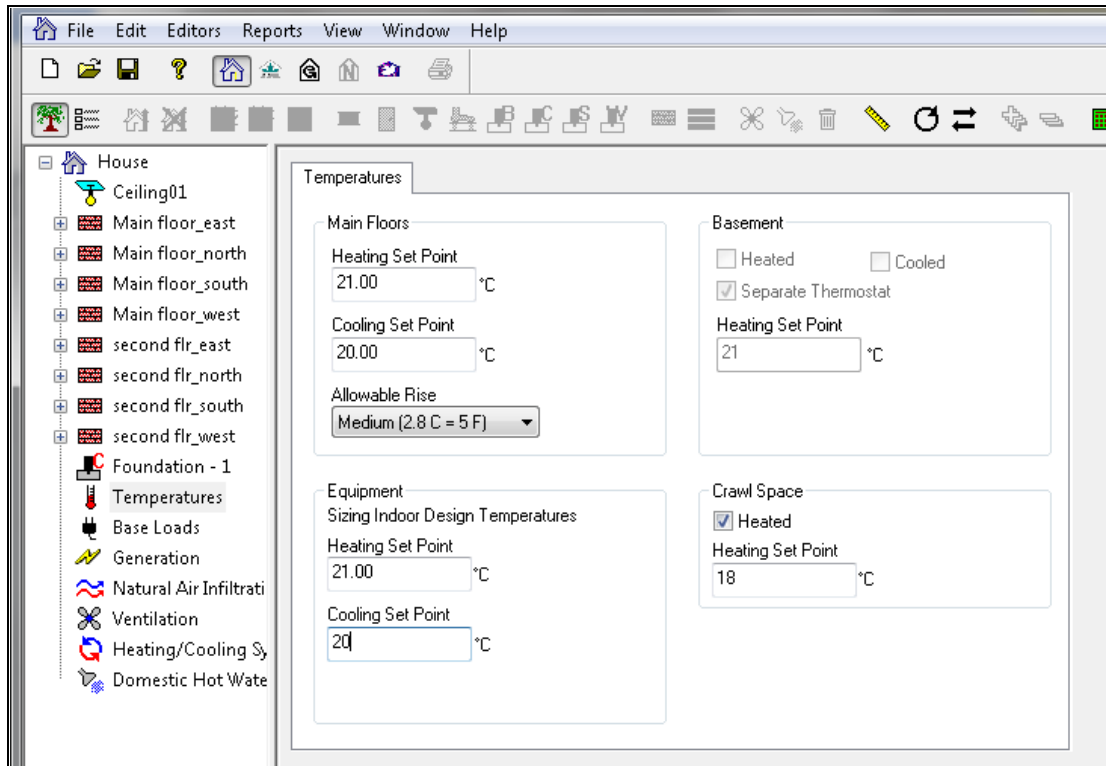 File Edit Editors Reports View Window Help
G N
B C S W
House
Ceiling01
Main floor_east
Main floor_north
Main floor_south
Main floor_west
second flr_east
second flr_north
second flr_south
second flr_west
C Foundation - 1
Temperatures
Base Loads
Generation
Natural Air Infiltrati
Ventilation
Heating/Cooling Sy
Domestic Hot Wate
Temperatures
Main Floors
Heating Set Point
21.00 °C
Cooling Set Point
20.00 °C
Allowable Rise
Medium (2.8 C = 5 F)
Basement
Heated Cooled
Separate Thermostat
Heating Set Point
21 °C
Equipment
Sizing Indoor Design Temperatures
Heating Set Point
21.00 °C
Cooling Set Point
20 °C
Crawl Space
Heated
Heating Set Point
18 °C